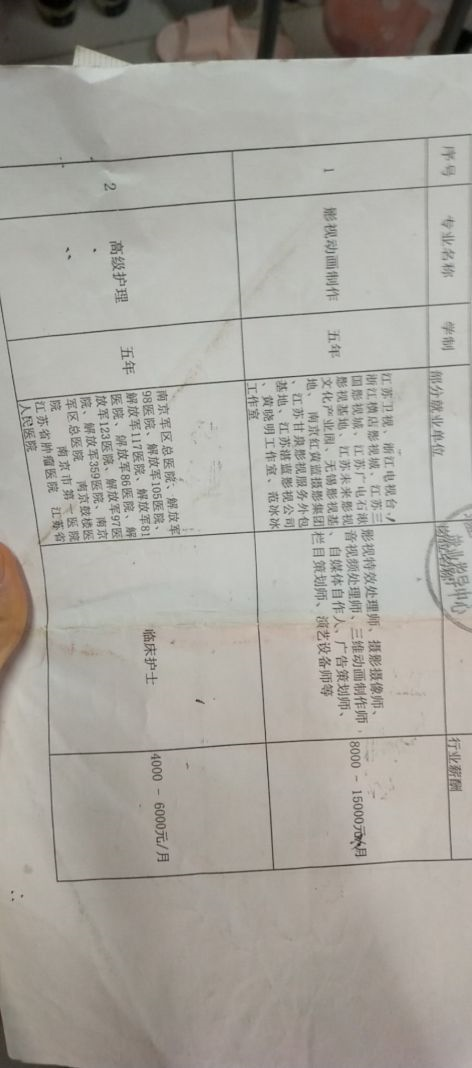 序号
专业名称
学制
部分就业单位
行业薪酬
就业指导中心
1
影视动画制作
五年
江苏卫视、浙江电视台、
浙江横店影视城、江苏三
国影视城、江苏广电石湫
影视基地、江苏未来影视
文化产业园、无锡影视基
地、南京红黄蓝摄影集团
、江苏甘泉影视服务外包
基地、江苏湛蓝影视公司
、黄晓明工作室、范冰冰
工作室
影视特效处理师、摄影摄像师、
音视频处理师、三维动画制作师
、自媒体自作人、广告策划师、
栏目策划师、演艺设备师等
8000 - 15000元/月
2
高级护理
五年
南京军区总医院、解放军
98医院、解放军105医院、
解放军117医院、解放军81
医院、解放军86医院、解
放军123医院、解放军97医
院、解放军359医院、南京
军区总医院 南京鼓楼医
院 南京市第一医院
江苏省肿瘤医院 江苏省
人民医院
临床护士
4000 - 6000元/月